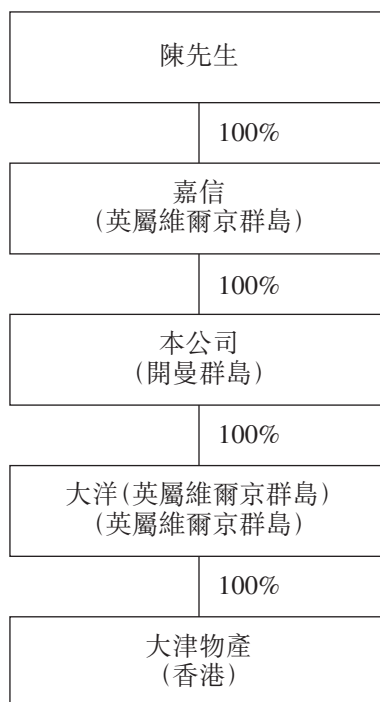 陳先生
100%
嘉信
(英屬維爾京群島)
100%
本公司
(開曼群島)
100%
大洋(英屬維爾京群島)
(英屬維爾京群島)
100%
大津物產
(香港)